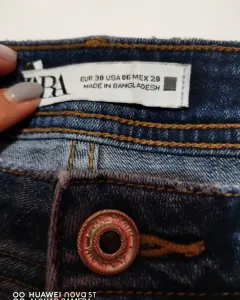 ZARA
EUR 38 USA 06 MEX 28
MADE IN BANGLADESH
HUAWEI nova 5T